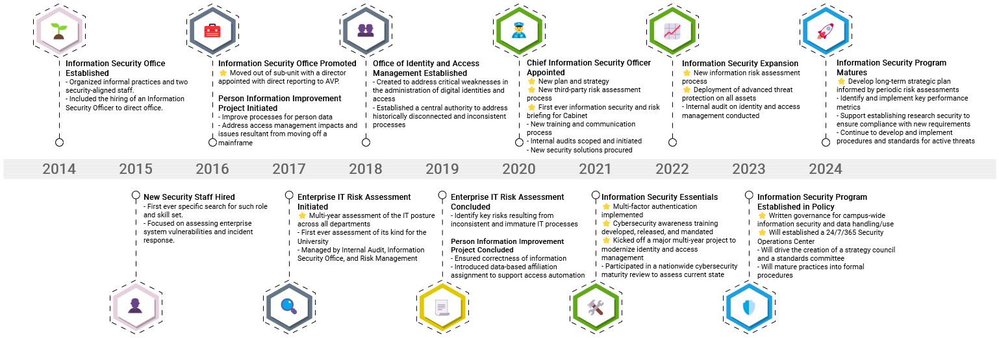 Information Security Office
Established
- Organized informal practices and two
security-aligned staff.
- Included the hiring of an Information
Security Officer to direct office.
Information Security Office Promoted
Moved out of sub-unit with a director
appointed with direct reporting to AVP.
Person Information Improvement
Project Initiated
- Improve processes for person data
- Address access management impacts and
issues resultant from moving off a
mainframe
Office of Identity and Access
Management Established
- Created to address critical weaknesses in
the administration of digital identities and
access
- Established a central authority to address
historically disconnected and inconsistent
processes
Chief Information Security Officer
Appointed
New plan and strategy
New third-party risk assessment
process
First ever information security and risk
briefing for Cabinet
- New training and communication
process
- Internal audits scoped and initiated
- New security solutions procured
Information Security Expansion
New information risk assessment
process
Deployment of advanced threat
protection on all assets
- Internal audit on identity and access
management conducted
Information Security Program
Matures
Develop long-term strategic plan
informed by periodic risk assessments
- Identify and implement key performance
metrics
- Support establishing research security to
ensure compliance with new requirements
- Continue to develop and implement
procedures and standards for active threats
2014 2015 2016 2017 2018 2019 2020 2021 2022 2023 2024
New Security Staff Hired
- First ever specific search for such role
and skill set.
- Focused on assessing enterprise
system vulnerabilities and incident
response.
Enterprise IT Risk Assessment
Initiated
Multi-year assessment of the IT posture
across all departments
- First ever assessment of its kind for the
University
- Managed by Internal Audit, Information
Security Office, and Risk Management
Enterprise IT Risk Assessment
Concluded
- Identify key risks resulting from
inconsistent and immature IT processes
Person Information Improvement
Project Concluded
- Ensured correctness of information
- Introduced data-based affiliation
assignment to support access automation
Information Security Essentials
Multi-factor authentication
implemented
Cybersecurity awareness training
developed, released, and mandated
Kicked off a major multi-year project to
modernize identity and access
management
- Participated in a nationwide cybersecurity
maturity review to assess current state
Information Security Program
Established in Policy
Written governance for campus-wide
information security and data handling/use
Will established a 24/7/365 Security
Operations Center
- Will drive the creation of a strategy council
and a standards committee
- Will mature practices into formal
procedures